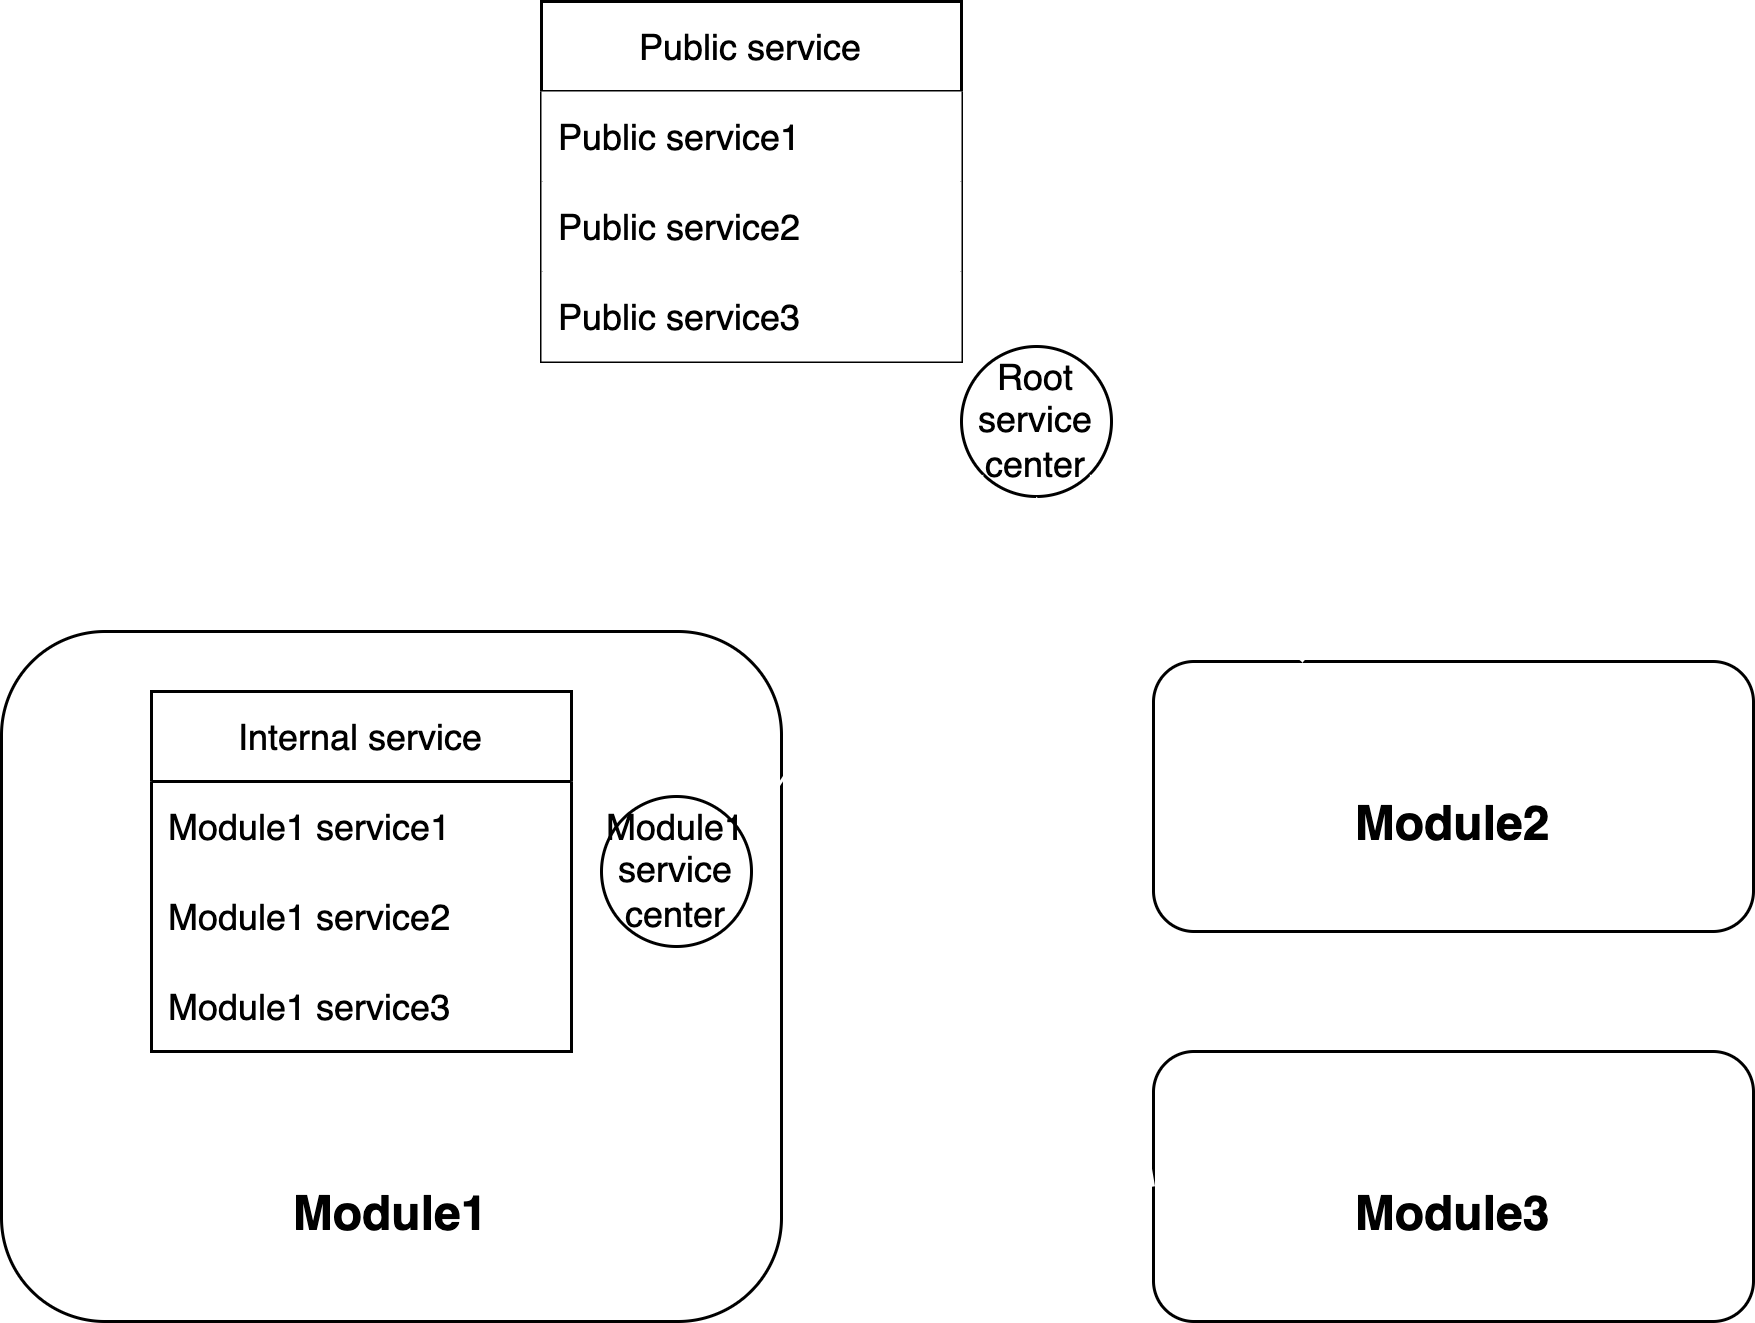 Public service
Public service1
Public service2
Public service3
Root
service
center
Internal service
Module1 service1
Module1 service2
Module1 service3
Module1
service
center
Module1
Module2
Module3